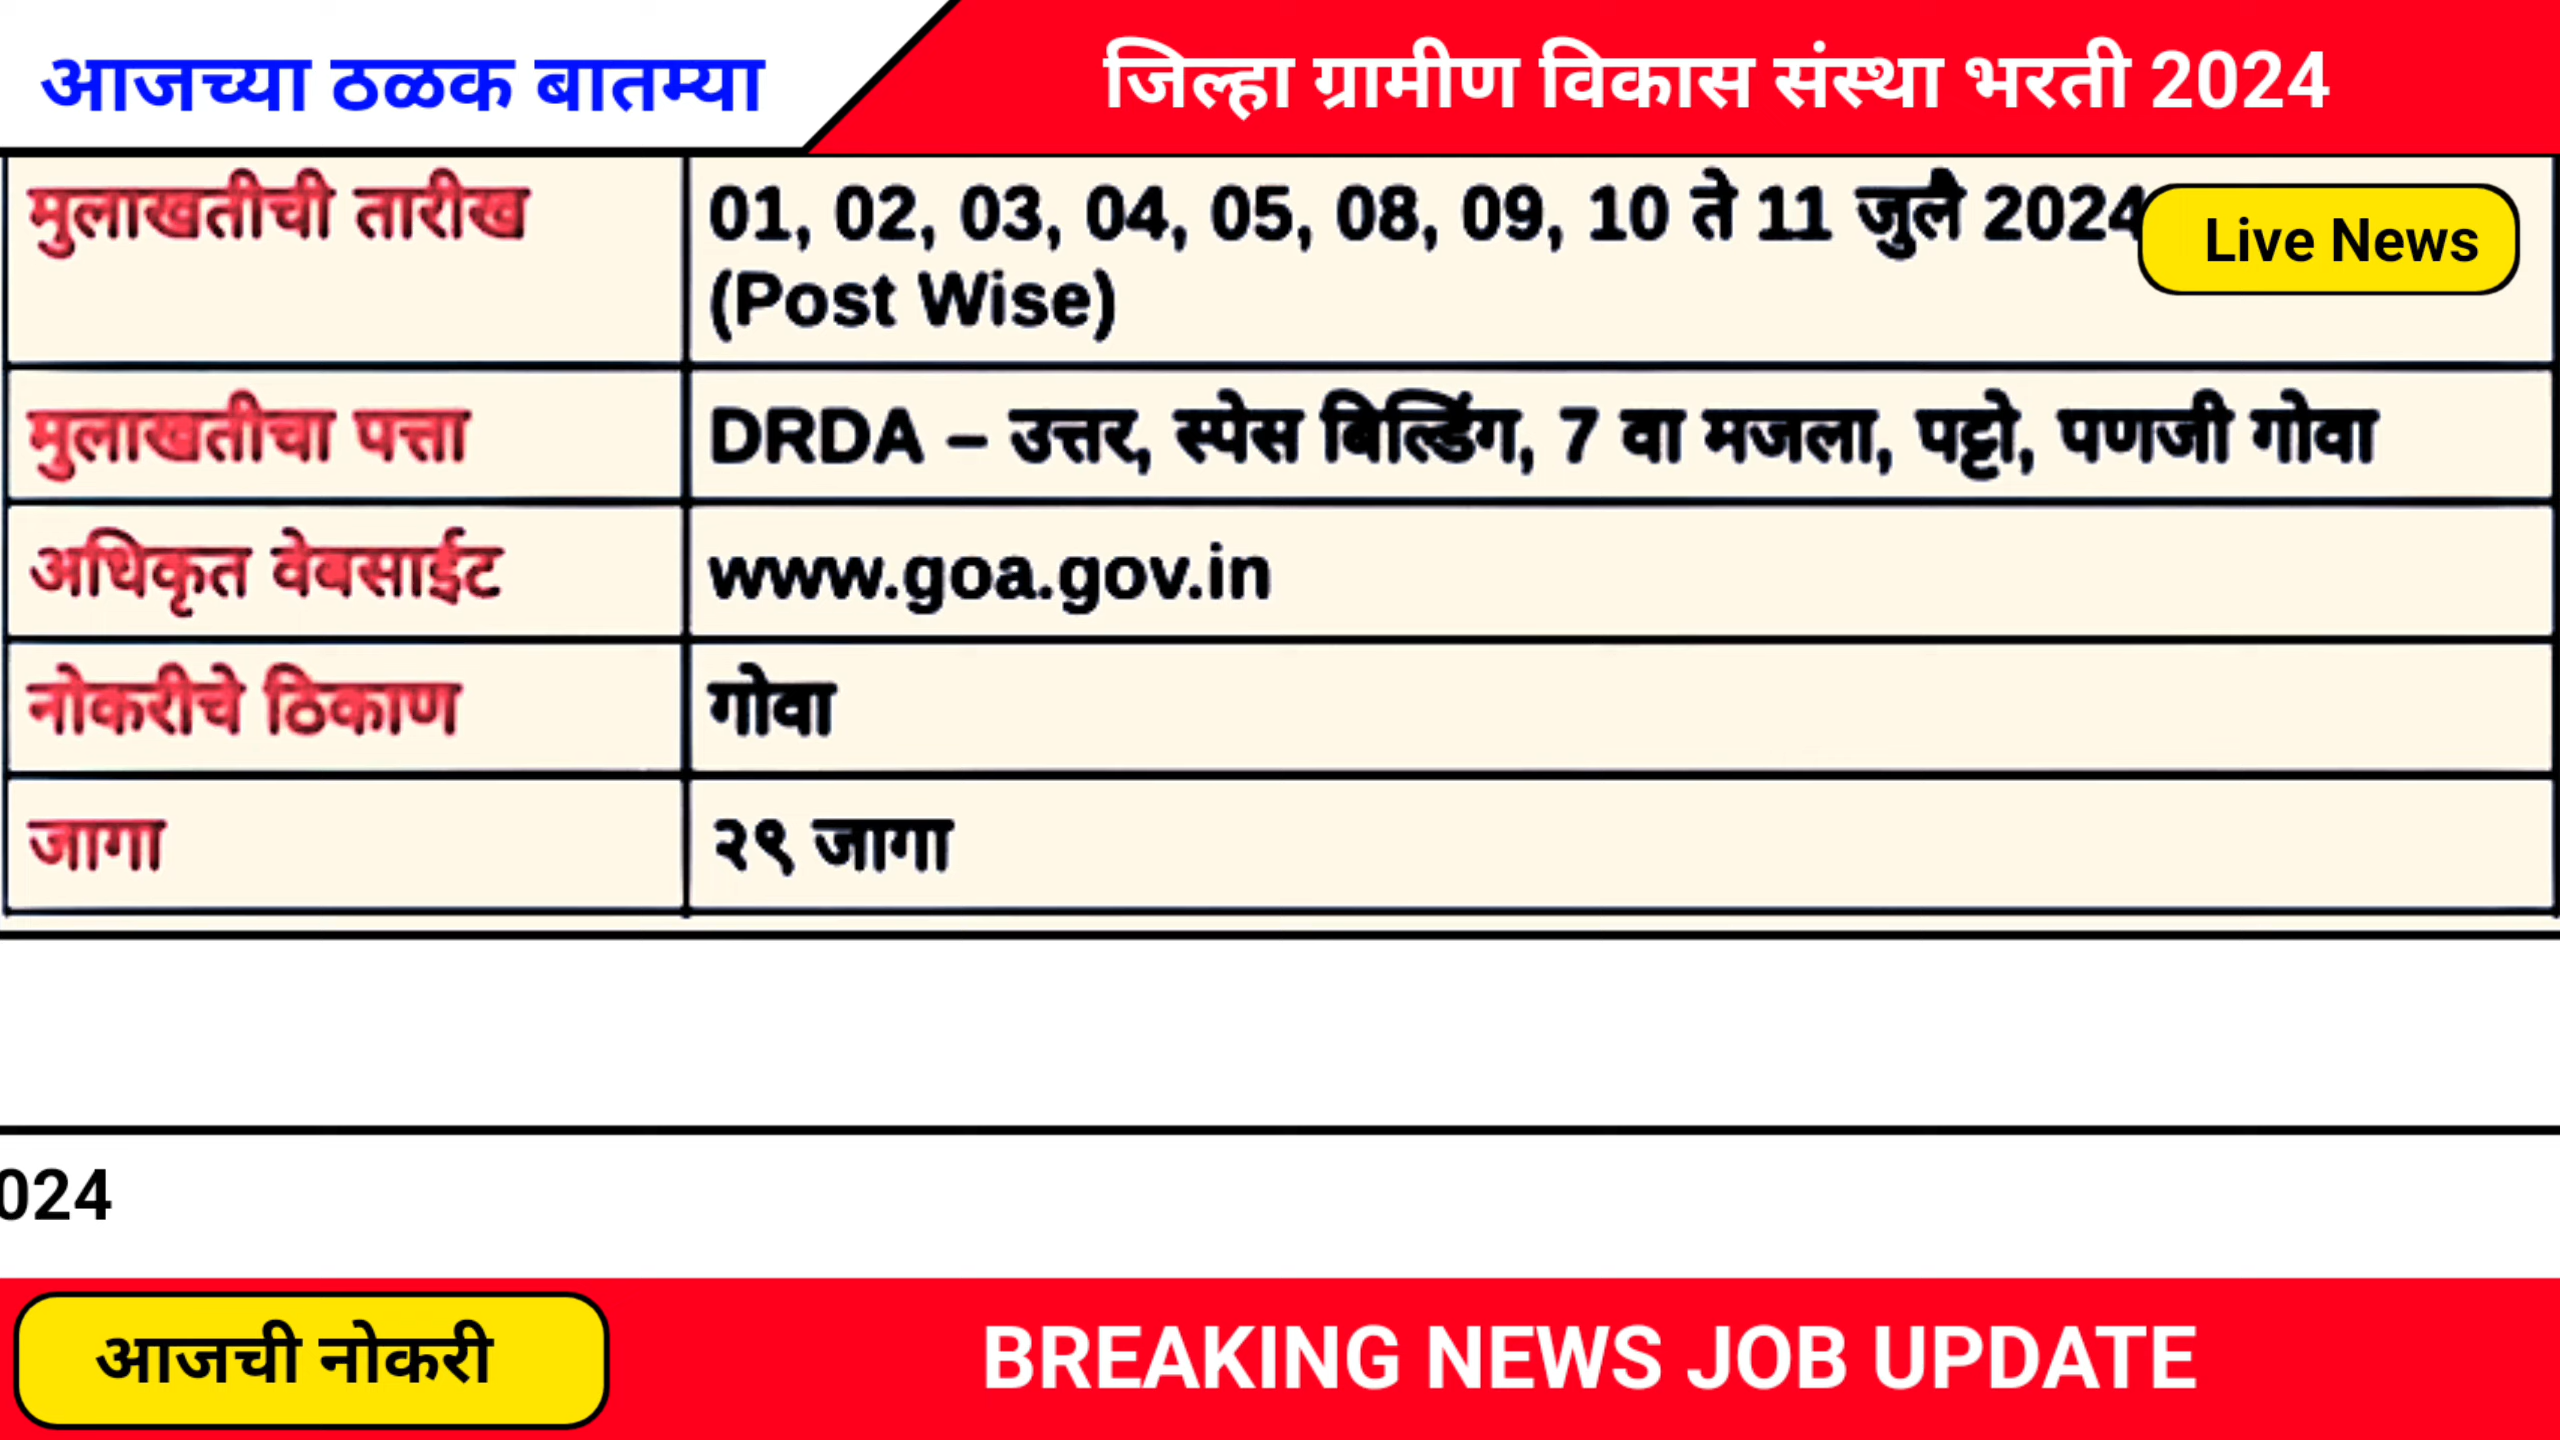 आजच्या ठळक बातम्या
जिल्हा ग्रामीण विकास संस्था भरती 2024
मुलाखतीची तारीख
01, 02, 03, 04, 05, 08, 09, 10 ते 11 जुलै 2024
(Post Wise)
Live News
मुलाखतीचा पत्ता
DRDA – उत्तर, स्पेस बिल्डिंग, 7 वा मजला, पट्टो, पणजी गोवा
अधिकृत वेबसाईट
www.goa.gov.in
नोकरीचे ठिकाण
गोवा
जागा
२९ जागा
024
आजची नोकरी
BREAKING NEWS JOB UPDATE